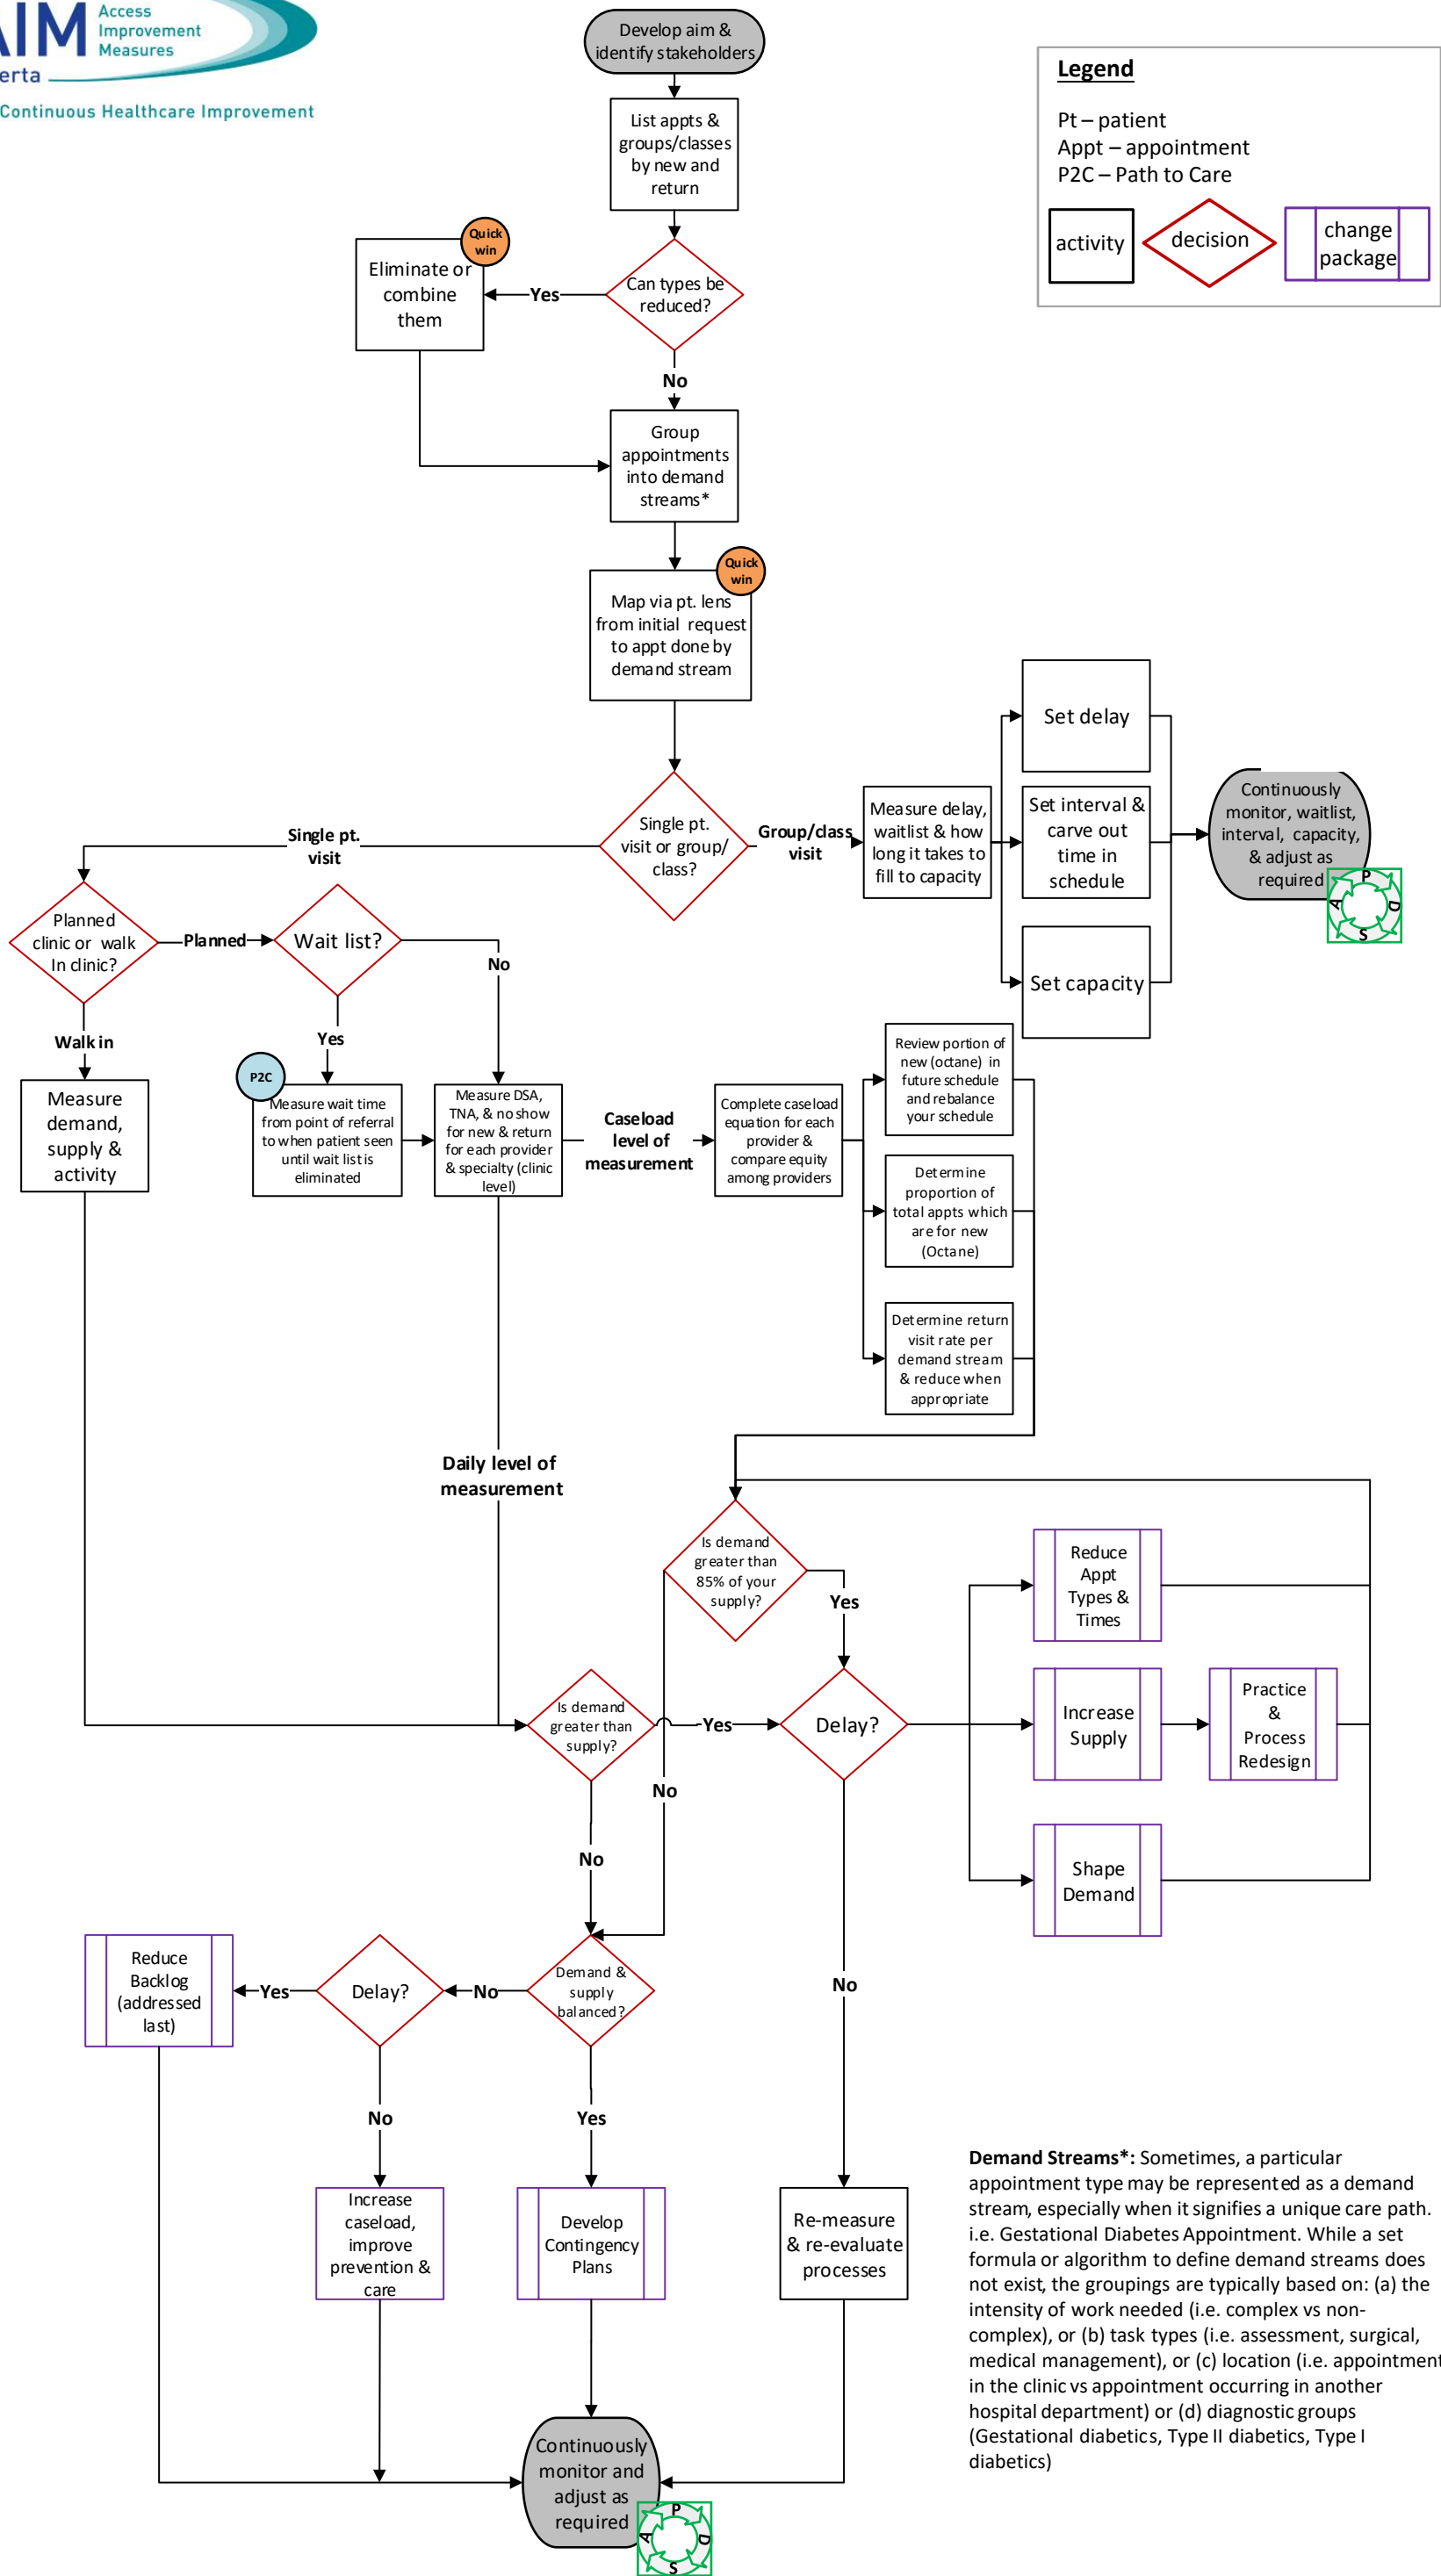 AIM
Access
Improvement
Measures
erta
Continuous Healthcare Improvement
Develop aim &
identify stakeholders
Legend
Pt – patient
Appt – appointment
P2C – Path to Care
activity
decision
change
package
List appts &
groups/classes
by new and
return
Quick
win
Eliminate or
combine
them
Yes
Can types be
reduced?
No
Group
appointments
into demand
streams*
Quick
win
Map via pt. lens
from initial request
to appt done by
demand stream
Single pt.
visit
Single pt.
visit or group/
class?
Group/class
visit
Measure delay,
waitlist & how
long it takes to
fill to capacity
Set delay
Set interval &
carve out
time in
schedule
Set capacity
Continuously
monitor, waitlist,
interval, capacity,
& adjust as
required
P
D
S
A
Planned
clinic or walk
In clinic?
Planned
Wait list?
No
Walk in
Yes
Measure
demand,
supply &
activity
P2C
Measure wait time
from point of referral
to when patient seen
until wait list is
eliminated
Measure DSA,
TNA, & no show
for new & return
for each provider
& specialty (clinic
level)
Caseload
level of
measurement
Complete caseload
equation for each
provider &
compare equity
among providers
Review portion of
new (octane) in
future schedule
and rebalance
your schedule
Determine
proportion of
total appts which
are for new
(Octane)
Determine return
visit rate per
demand stream
& reduce when
appropriate
Daily level of
measurement
Is demand
greater than
85% of your
supply?
Yes
Reduce
Appt
Types &
Times
Is demand
greater than
supply?
Yes
Delay?
Increase
Supply
Practice
&
Process
Redesign
No
No
Shape
Demand
Reduce
Backlog
(addressed
last)
Yes
Delay?
No
Demand &
supply
balanced?
No
No
Yes
Increase
caseload,
improve
prevention &
care
Develop
Contingency
Plans
Re-measure
& re-evaluate
processes
Continuously
monitor and
adjust as
required
P
D
S
A
Demand Streams*: Sometimes, a particular
appointment type may be represented as a demand
stream, especially when it signifies a unique care path.
i.e. Gestational Diabetes Appointment. While a set
formula or algorithm to define demand streams does
not exist, the groupings are typically based on: (a) the
intensity of work needed (i.e. complex vs non-
complex), or (b) task types (i.e. assessment, surgical,
medical management), or (c) location (i.e. appointment
in the clinic vs appointment occurring in another
hospital department) or (d) diagnostic groups
(Gestational diabetics, Type II diabetics, Type I
diabetics)